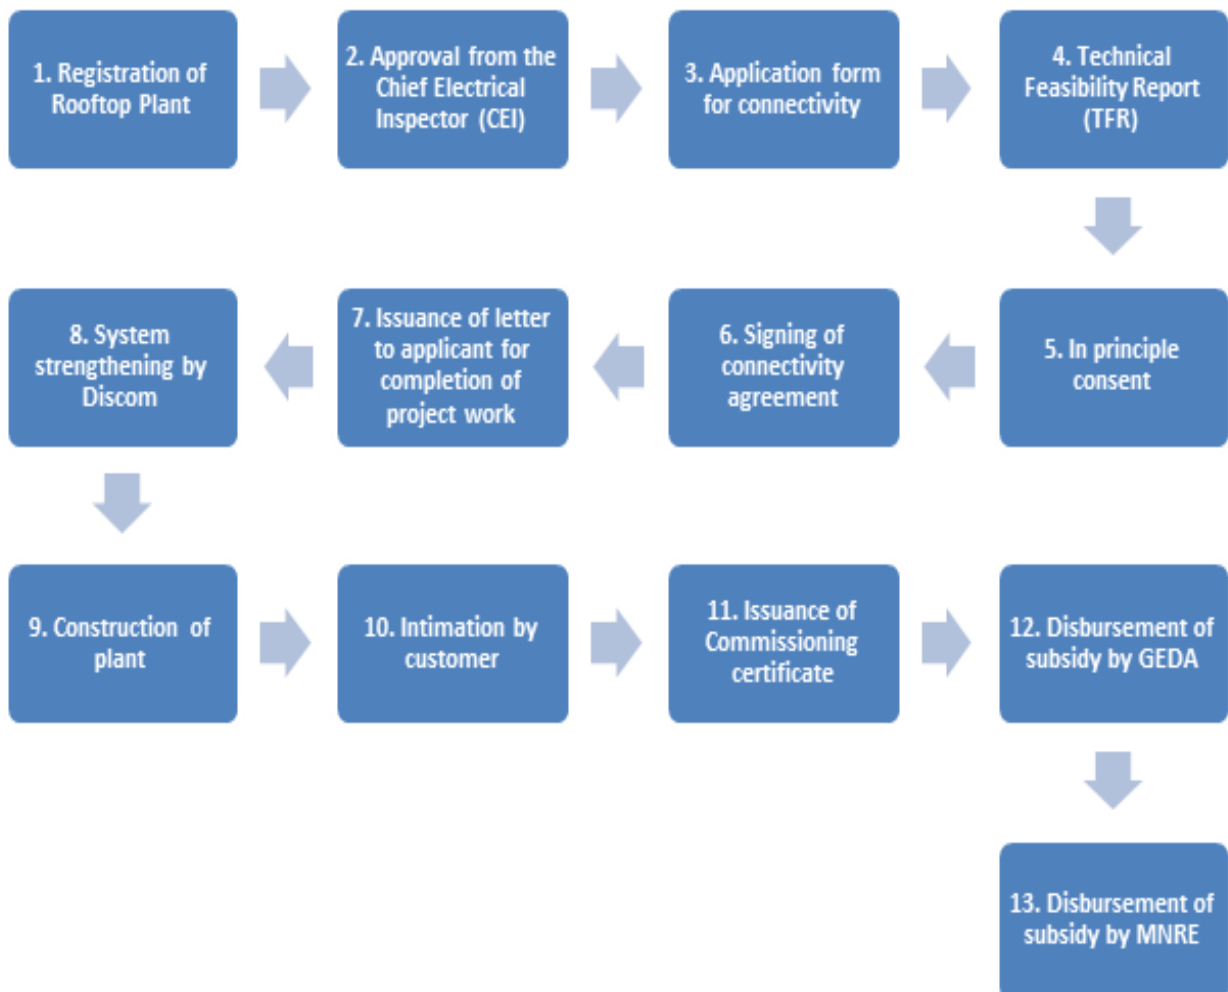 1. Registration of
Rooftop Plant
2. Approval from the
Chief Electrical
Inspector (CEI)
3. Application form
for connectivity
4. Technical
Feasibility Report
(TFR)
5. In principle
consent
6. Signing of
connectivity
agreement
7. Issuance of letter
to applicant for
completion of
project work
8. System
strengthening by
Discom
9. Construction of
plant
10. Intimation by
customer
11. Issuance of
Commissioning
certificate
12. Disbursement of
subsidy by GEDA
13. Disbursement of
subsidy by MNRE